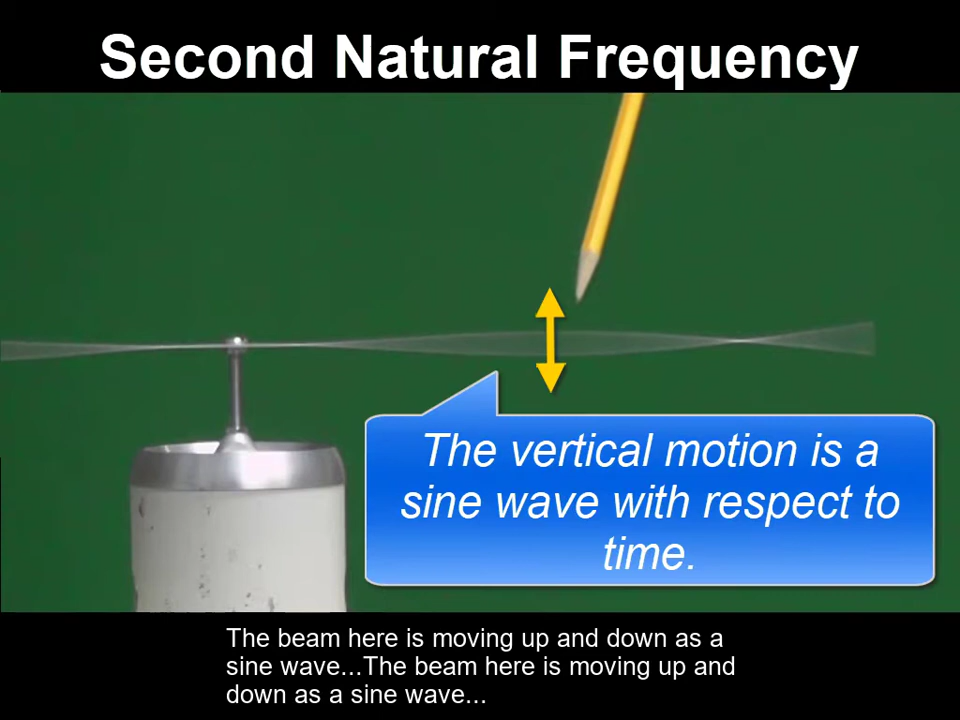 Second Natural Frequency
The vertical motion is a
sine wave with respect to
time.
The beam here is moving up and down as a
sine wave...The beam here is moving up and
down as a sine wave...